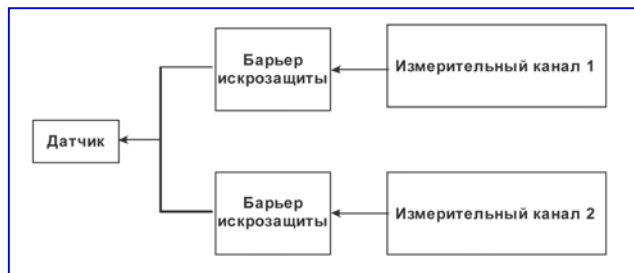 Барьер
искрозащиты
Измерительный канал 1
Датчик
Барьер
искрозащиты
Измерительный канал 2